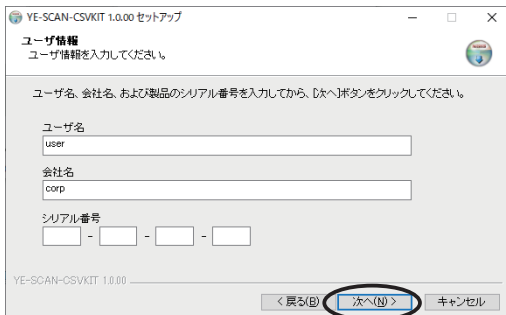 YE-SCAN-CSVKIT 1.0.00 セットアップ
ユーザ情報
ユーザ情報を入力してください。
ユーザ名、会社名、および製品のシリアル番号を入力してから、[次へ]ボタンをクリックしてください。
ユーザ名
user
会社名
corp
シリアル番号
- - -
YE-SCAN-CSVKIT 1.0.00
< 戻る(B) 次へ(N) > キャンセル